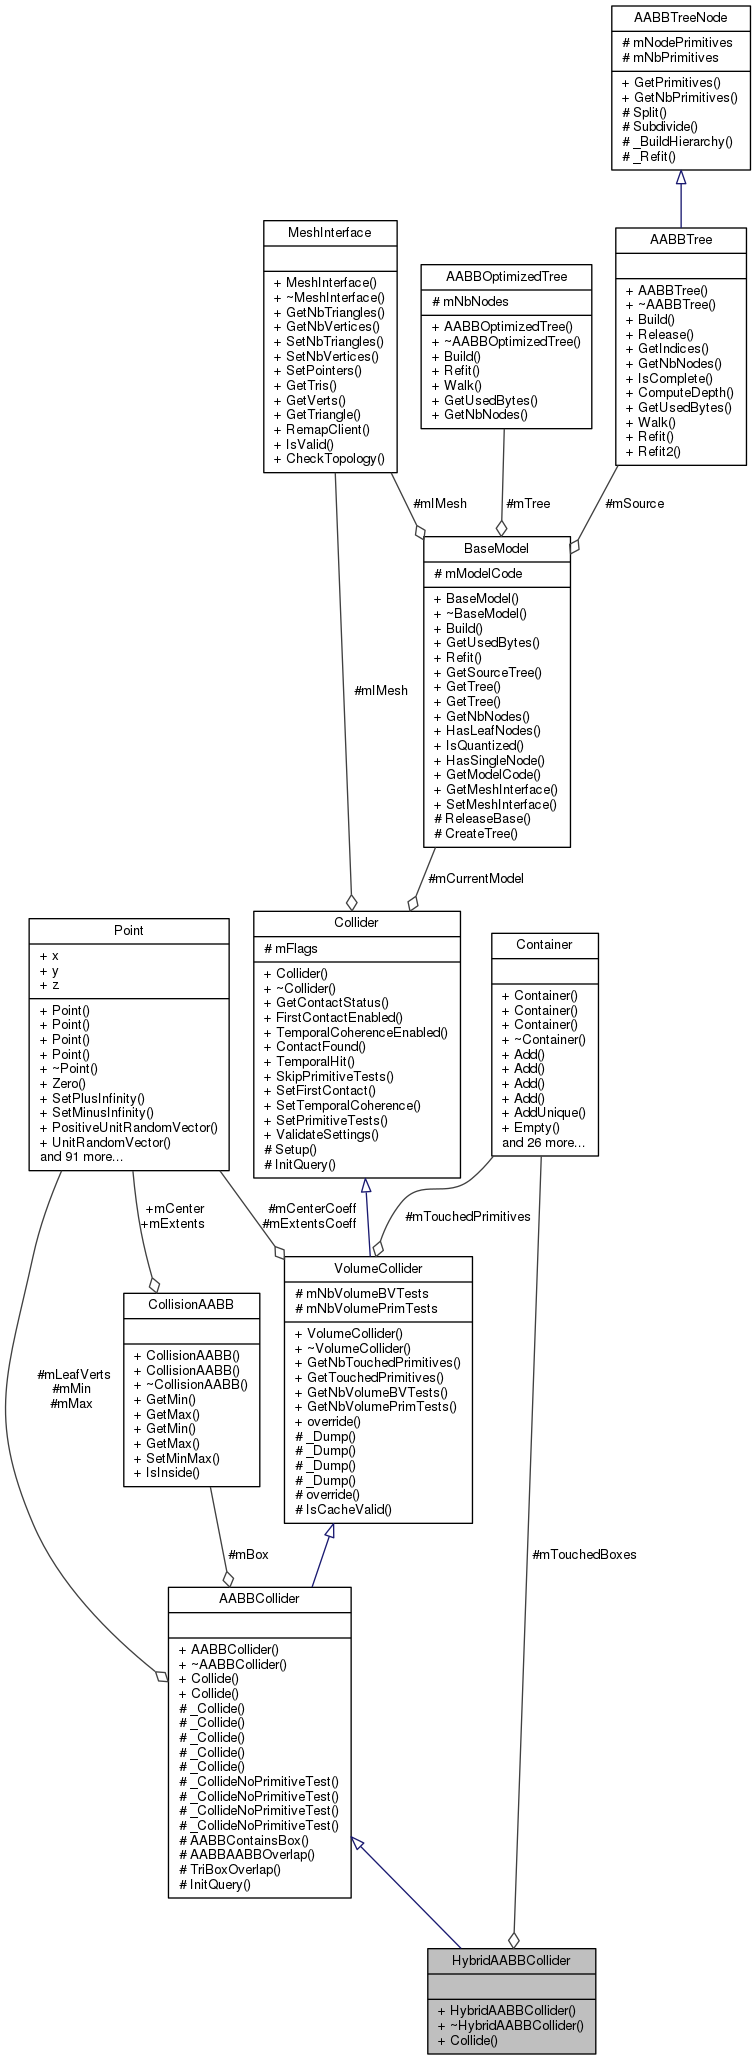 AABBTreeNode
# mNodePrimitives
# mNbPrimitives
+ GetPrimitives()
+ GetNbPrimitives()
# Split()
# Subdivide()
# _BuildHierarchy()
# _Refit()
MeshInterface
+ MeshInterface()
+ ~MeshInterface()
+ GetNbTriangles()
+ GetNbVertices()
+ SetNbTriangles()
+ SetNbVertices()
+ SetPointers()
+ GetTris()
+ GetVerts()
+ GetTriangle()
+ RemapClient()
+ IsValid()
+ CheckTopology()
AABBOptimizedTree
# mNbNodes
+ AABBOptimizedTree()
+ ~AABBOptimizedTree()
+ Build()
+ Refit()
+ Walk()
+ GetUsedBytes()
+ GetNbNodes()
AABBTree
+ AABBTree()
+ ~AABBTree()
+ Build()
+ Release()
+ GetIndices()
+ GetNbNodes()
+ IsComplete()
+ ComputeDepth()
+ GetUsedBytes()
+ Walk()
+ Refit()
+ Refit2()
#mIMesh
#mTree
#mSource
BaseModel
# mModelCode
+ BaseModel()
+ ~BaseModel()
+ Build()
+ GetUsedBytes()
+ Refit()
+ GetSourceTree()
+ GetTree()
+ GetTree()
+ GetNbNodes()
+ HasLeafNodes()
+ IsQuantized()
+ HasSingleNode()
+ GetModelCode()
+ GetMeshInterface()
+ SetMeshInterface()
# ReleaseBase()
# CreateTree()
#mIMesh
#mCurrentModel
Point
+ x
+ y
+ z
+ Point()
+ Point()
+ Point()
+ Point()
+ ~Point()
+ Zero()
+ SetPlusInfinity()
+ SetMinusInfinity()
+ PositiveUnitRandomVector()
+ UnitRandomVector()
and 91 more...
Collider
# mFlags
+ Collider()
+ ~Collider()
+ GetContactStatus()
+ FirstContactEnabled()
+ TemporalCoherenceEnabled()
+ ContactFound()
+ TemporalHit()
+ SkipPrimitiveTests()
+ SetFirstContact()
+ SetTemporalCoherence()
+ SetPrimitiveTests()
+ ValidateSettings()
# Setup()
# InitQuery()
Container
+ Container()
+ Container()
+ Container()
+ ~Container()
+ Add()
+ Add()
+ Add()
+ Add()
+ AddUnique()
+ Empty()
and 26 more...
+mCenter
+mExtents
#mCenterCoeff
#mExtentsCoeff
#mTouchedPrimitives
CollisionAABB
+ CollisionAABB()
+ CollisionAABB()
+ ~CollisionAABB()
+ GetMin()
+ GetMax()
+ GetMin()
+ GetMax()
+ SetMinMax()
+ IsInside()
VolumeCollider
# mNbVolumeBVTests
# mNbVolumePrimTests
+ VolumeCollider()
+ ~VolumeCollider()
+ GetNbTouchedPrimitives()
+ GetTouchedPrimitives()
+ GetNbVolumeBVTests()
+ GetNbVolumePrimTests()
+ override()
# _Dump()
# _Dump()
# _Dump()
# _Dump()
# override()
# IsCacheValid()
#mLeafVerts
#mMin
#mMax
#mBox
#mTouchedBoxes
AABBCollider
+ AABBCollider()
+ ~AABBCollider()
+ Collide()
+ Collide()
# _Collide()
# _Collide()
# _Collide()
# _Collide()
# _Collide()
# _CollideNoPrimitiveTest()
# _CollideNoPrimitiveTest()
# _CollideNoPrimitiveTest()
# _CollideNoPrimitiveTest()
# AABBContainsBox()
# AABBAABBOverlap()
# TriBoxOverlap()
# InitQuery()
HybridAABBCollider
+ HybridAABBCollider()
+ ~HybridAABBCollider()
+ Collide()